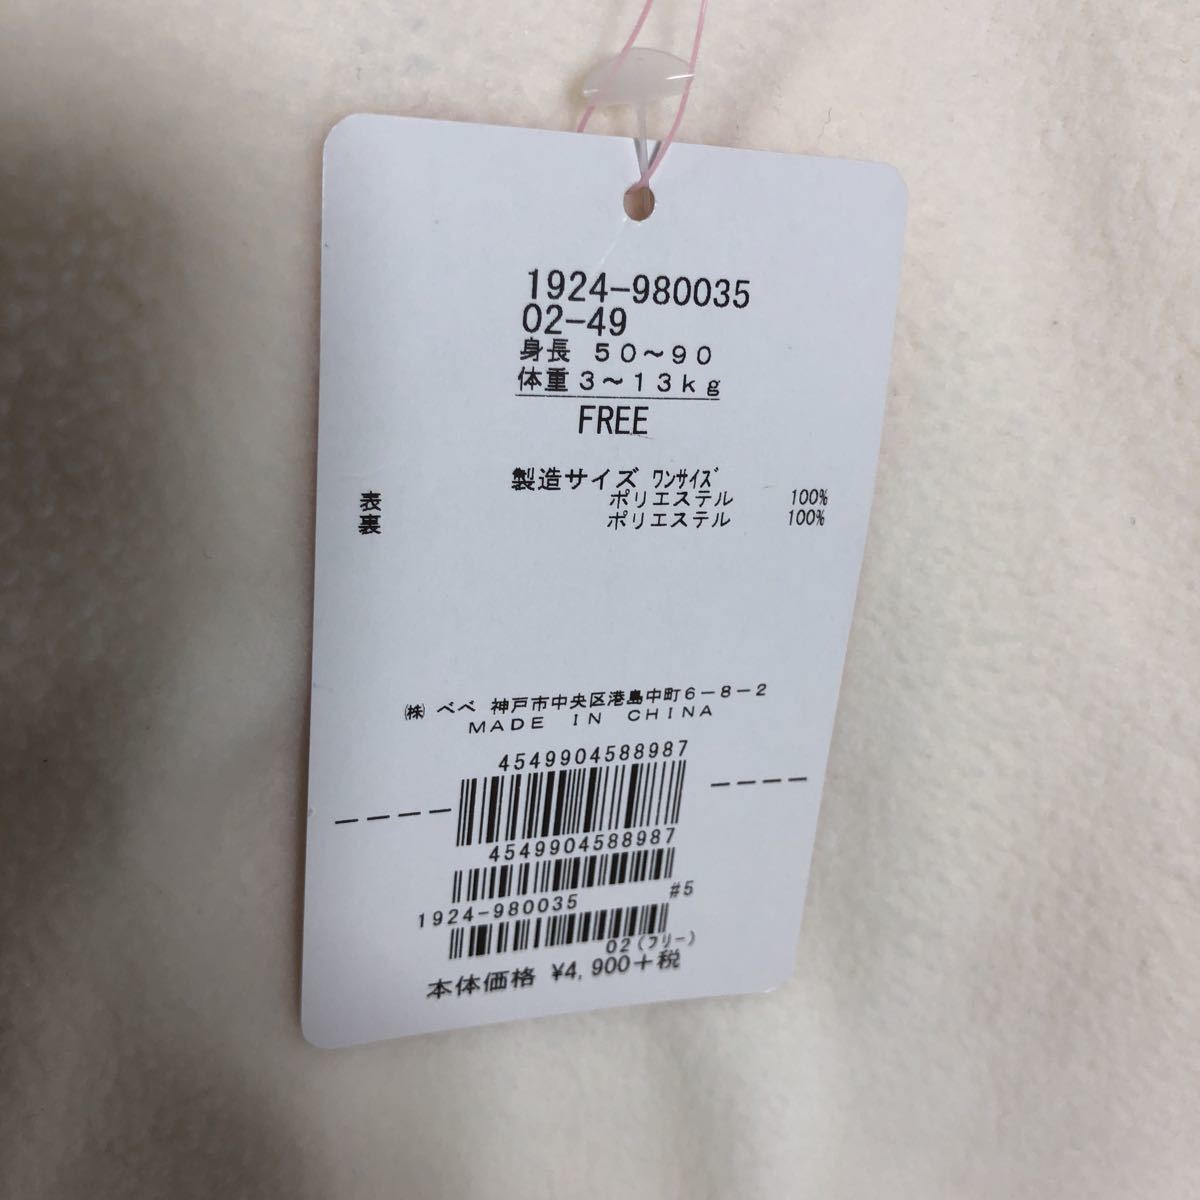 1924-980035
02-49
身長 50～90
体重3～13kg
FREE
製造サイズ ﾜﾝｻｲｽﾞ
表 ポリエステル 100%
裏 ポリエステル 100%
㈱ べべ 神戸市中央区港島中町6-8-2
MADE IN CHINA
4549904588987
4549904588987
1924-980035 #5
02(ﾌﾘｰ)
本体価格 ¥4,900+税